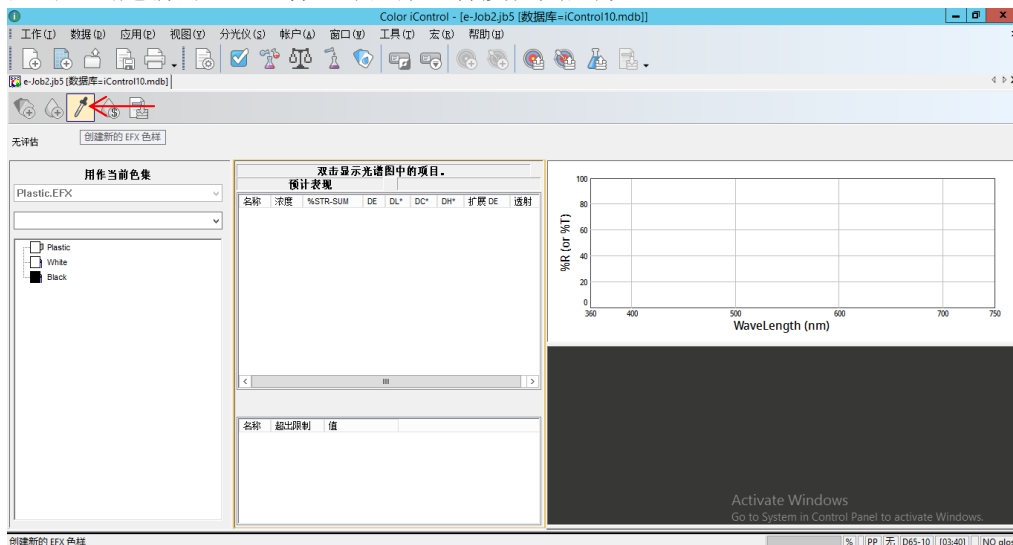 Color iControl - [e-Job2.jb5 [数据库=iControl10.mdb]]
工作(I) 数据(D) 应用(P) 视图(Y) 分光仪(S) 帐户(A) 窗口(W) 工具(T) 宏(R) 帮助(H)
e-Job2.jb5 [数据库=iControl10.mdb]
无评估
创建新的 EFX 色样
用作当前色集
Plastic.EFX
Plastic
White
Black
双击显示光谱图中的项目.
预计表现
名称 浓度 %STR-SUM DE DL* DC* DH* 扩展 DE 透射
名称 超出限制 值
100
80
60
40
20
0
%R (or %T)
360 400 500 600 700 750
WaveLength (nm)
Activate Windows
Go to System in Control Panel to activate Windows.
创建新的 EFX 色样
% PP 无 D65-10 [03:40] NO glos